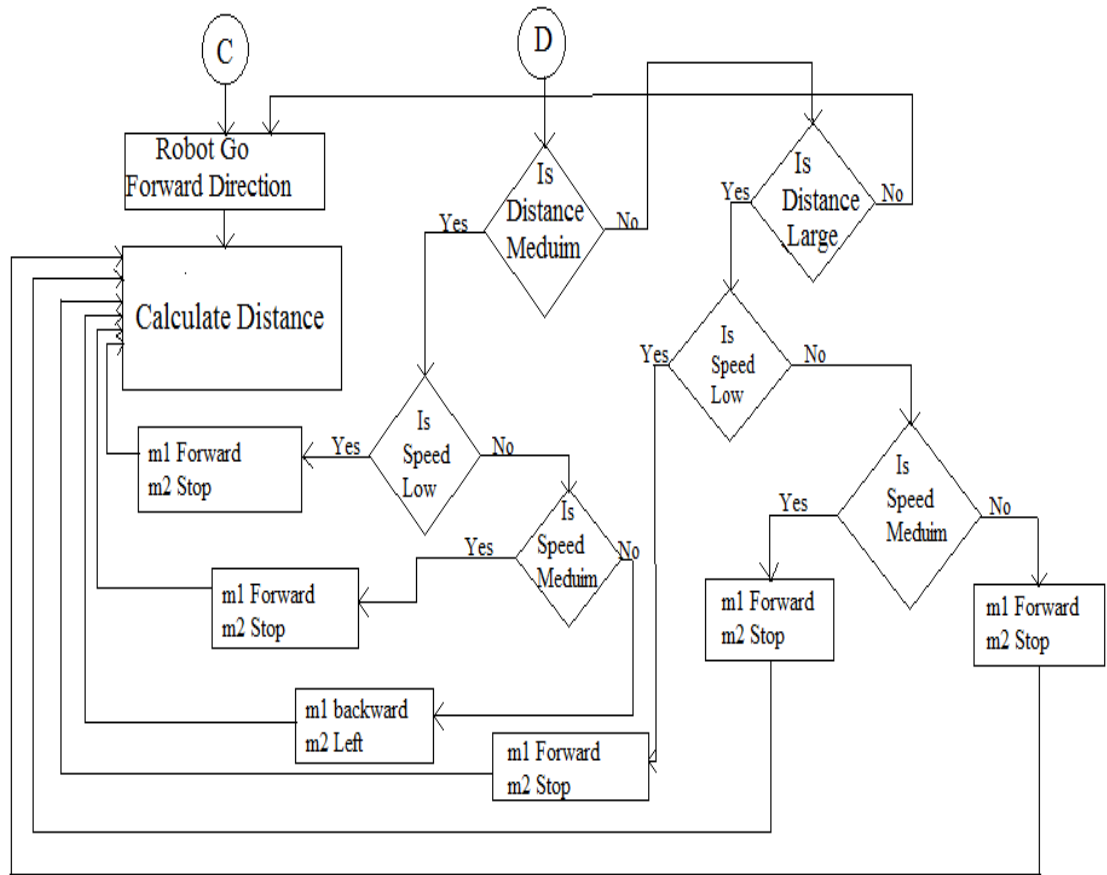 C
D
Robot Go
Forward Direction
Is
Distance
Meduim
Yes
No
Is
Distance
Large
Yes
No
Calculate Distance
Is
Speed
Low
Yes
No
Is
Speed
Low
Yes
No
m1 Forward
m2 Stop
Is
Speed
Meduim
Yes
No
Is
Speed
Meduim
Yes
No
m1 Forward
m2 Stop
m1 Forward
m2 Stop
m1 Forward
m2 Stop
m1 backward
m2 Left
m1 Forward
m2 Stop